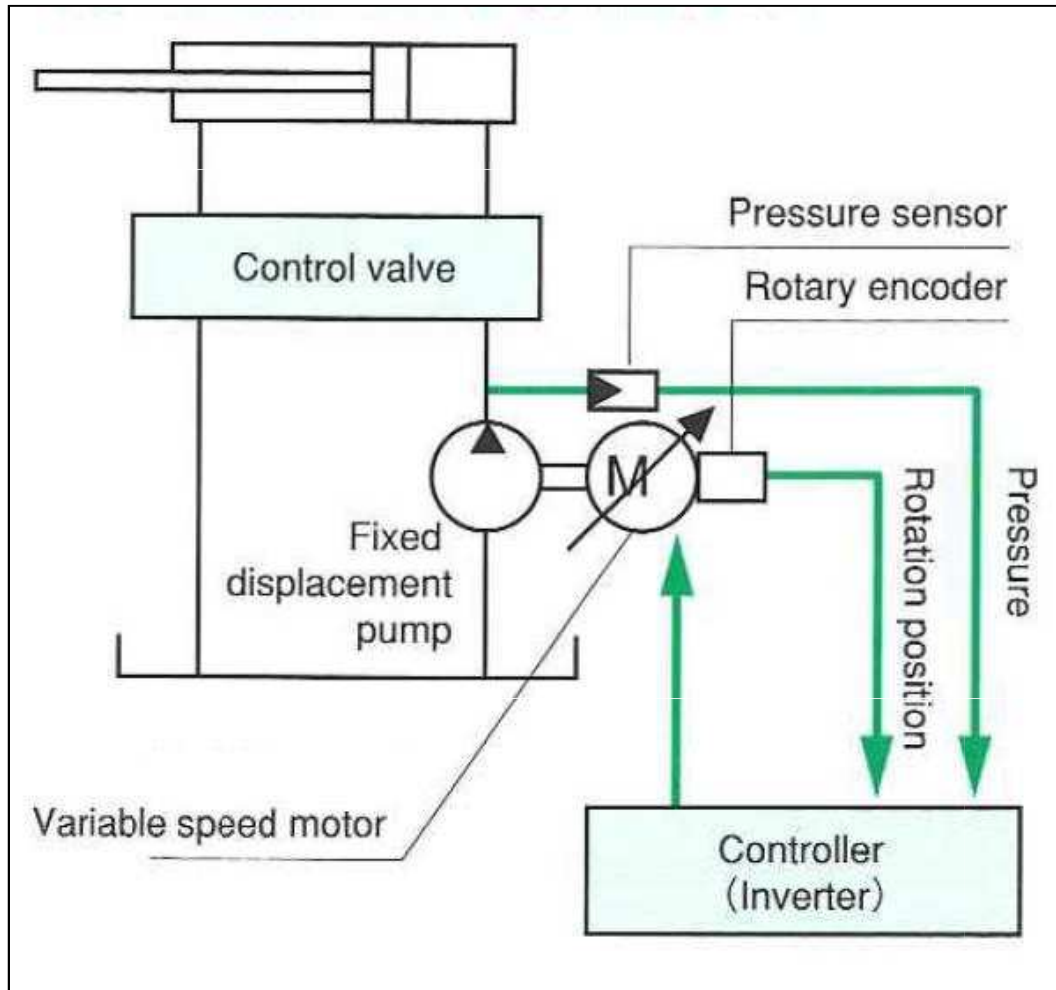 Control valve
Pressure sensor
Rotary encoder
M
Fixed
displacement
pump
Rotation position
Pressure
Variable speed motor
Controller
（Inverter）